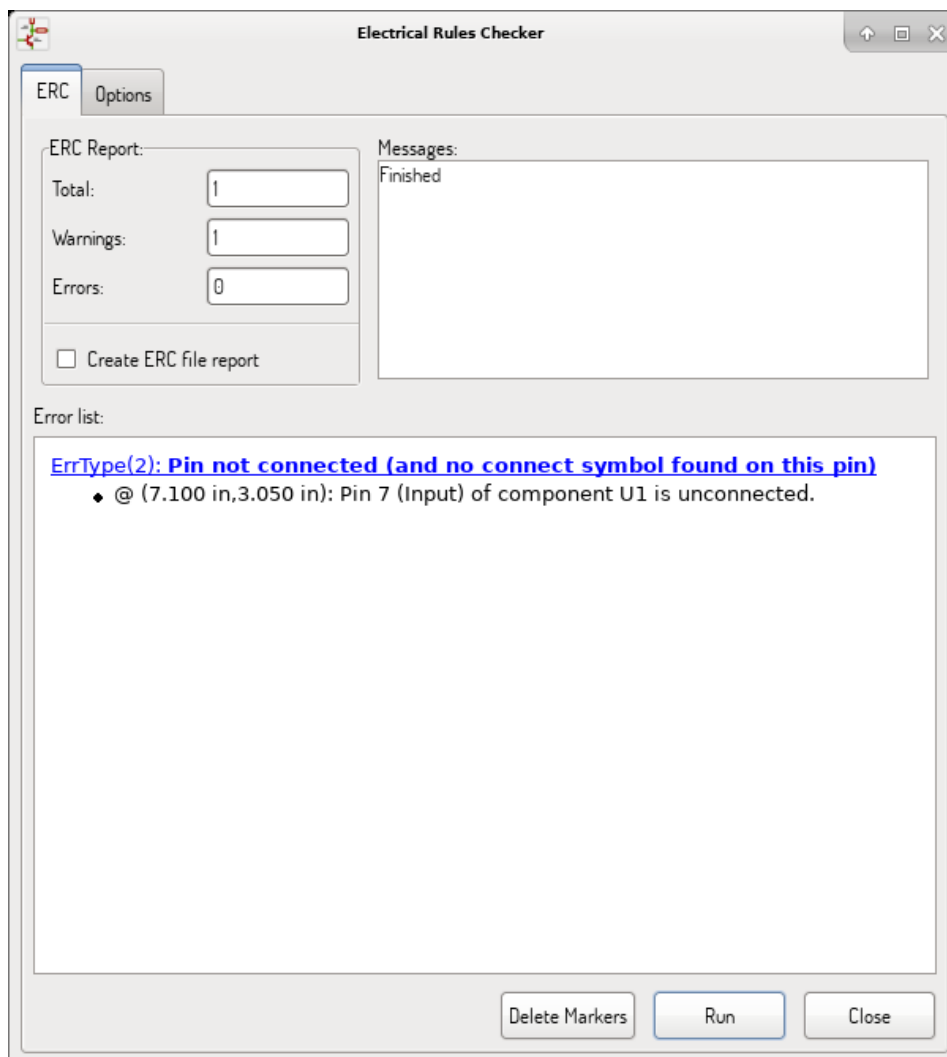 Electrical Rules Checker
ERC
Options
ERC Report:
Total:
1
Warnings:
1
Errors:
0
Create ERC file report
Messages:
Finished
Error list:
ErrType(2): Pin not connected (and no connect symbol found on this pin)
@ (7.100 in,3.050 in): Pin 7 (Input) of component U1 is unconnected.
Delete Markers
Run
Close